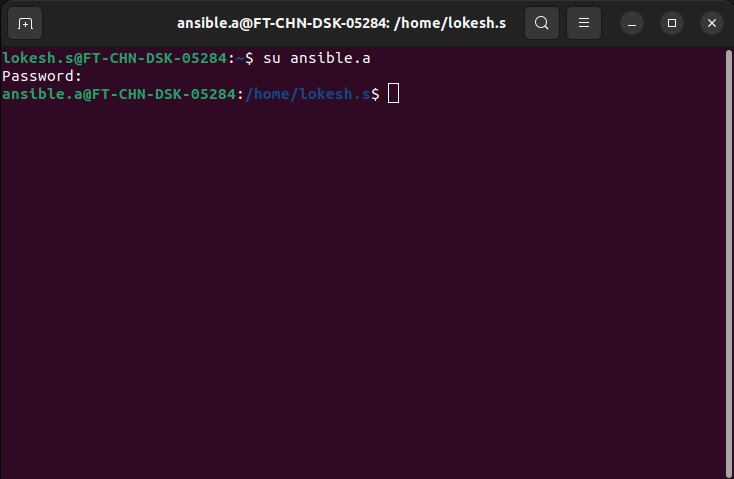 ansible.a@FT-CHN-DSK-05284: /home/lokesh.s
lokesh.s@FT-CHN-DSK-05284:~$ su ansible.a
Password:
ansible.a@FT-CHN-DSK-05284:/home/lokesh.s$